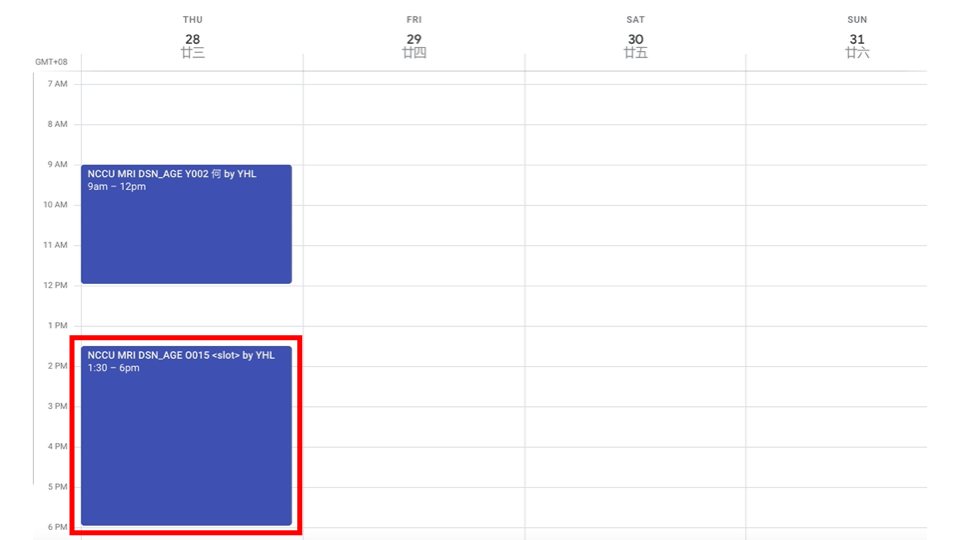 THU
28
廿三
FRI
29
廿四
SAT
30
廿五
SUN
31
廿六
GMT+08
7 AM
8 AM
9 AM
NCCU MRI DSN_AGE Y002 何 by YHL
9am – 12pm
10 AM
11 AM
12 PM
1 PM
NCCU MRI DSN_AGE O015 <slot> by YHL
1:30 – 6pm
2 PM
3 PM
4 PM
5 PM
6 PM